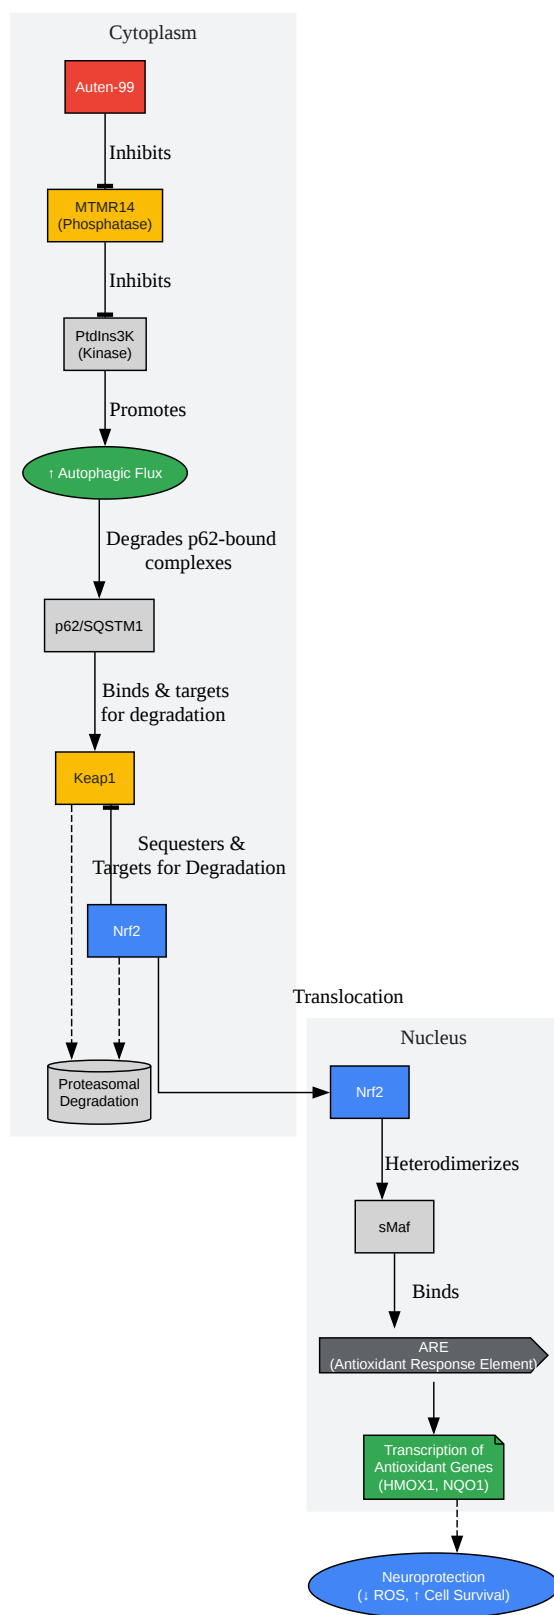 Cytoplasm
Auten-99
Inhibits
MTMR14
(Phosphatase)
Inhibits
PtdIns3K
(Kinase)
Promotes
↑ Autophagic Flux
Degrades p62-bound
complexes
p62/SQSTM1
Binds & targets
for degradation
Keap1
Sequesters &
Targets for Degradation
Nrf2
Translocation
Proteasomal
Degradation
Nucleus
Nrf2
Heterodimerizes
sMaf
Binds
ARE
(Antioxidant Response Element)
Transcription of
Antioxidant Genes
(HMOX1, NQO1)
Neuroprotection
(↓ ROS, ↑ Cell Survival)